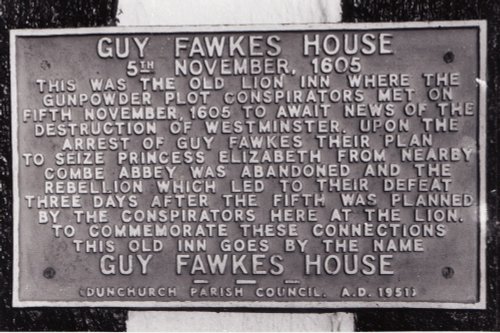 GUY FAWKES HOUSE
5TH NOVEMBER, 1605
THIS WAS THE OLD LION INN WHERE THE
GUNPOWDER PLOT CONSPIRATORS MET ON
FIFTH NOVEMBER, 1605 TO AWAIT NEWS OF THE
DESTRUCTION OF WESTMINSTER. UPON THE
ARREST OF GUY FAWKES THEIR PLAN
TO SEIZE PRINCESS ELIZABETH FROM NEARBY
COMBE ABBEY WAS ABANDONED AND THE
REBELLION WHICH LED TO THEIR DEFEAT
THREE DAYS AFTER THE FIFTH WAS PLANNED
BY THE CONSPIRATORS HERE AT THE LION.
TO COMMEMORATE THESE CONNECTIONS
THIS OLD INN GOES BY THE NAME
GUY FAWKES HOUSE
(DUNCHURCH PARISH COUNCIL. A.D. 1951)